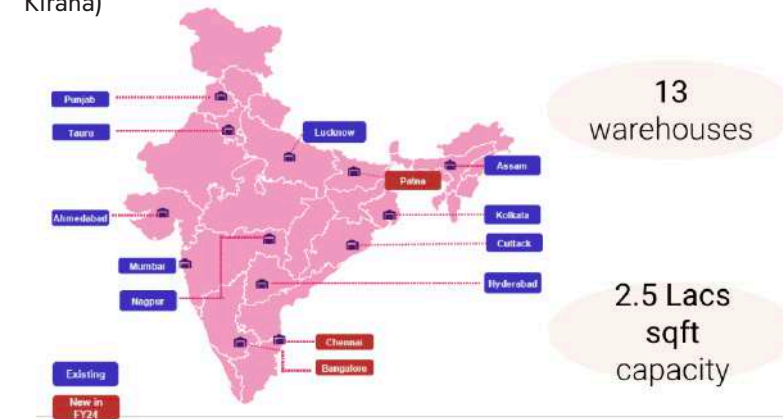 Kirana)
Punjab
Tauru
Lucknow
Patna
Assam
Ahmedabad
Kolkata
Cuttack
Mumbai
Nagpur
Hyderabad
Chennai
Bangalore
Existing
New in
FY24
13
warehouses
2.5 Lacs
sqft
capacity